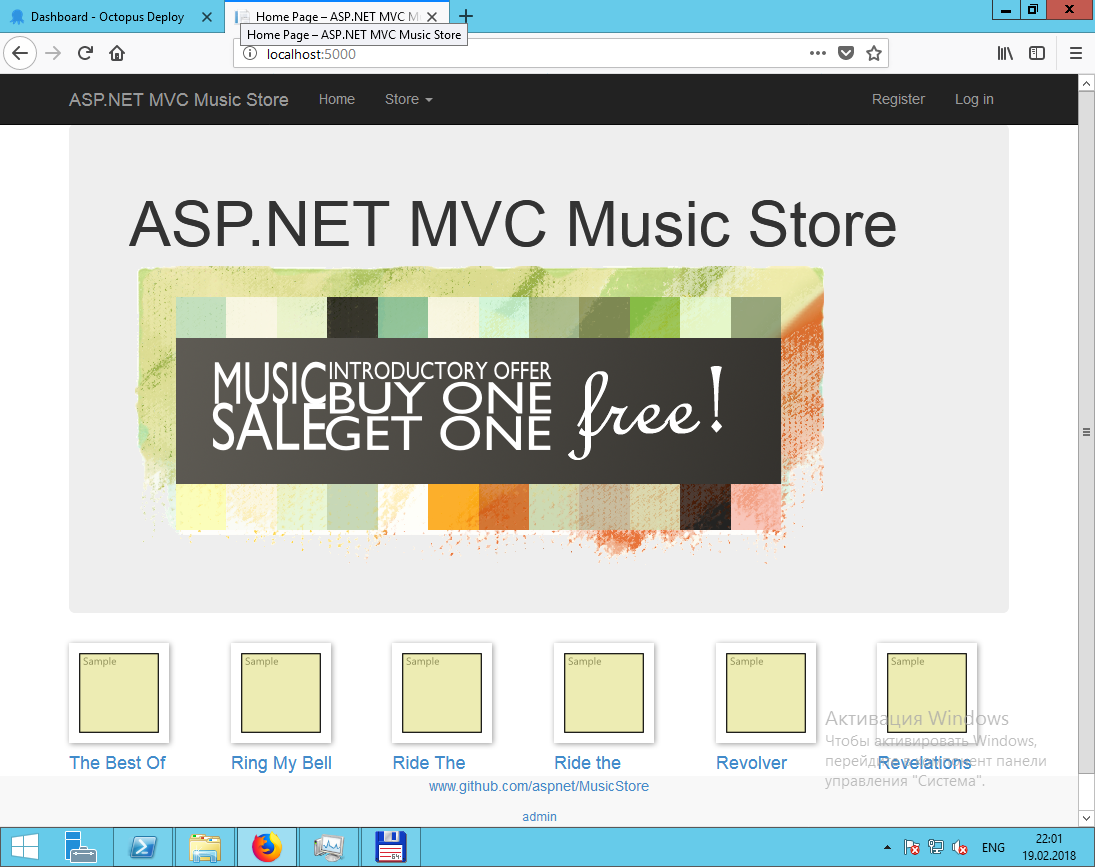 Dashboard - Octopus Deploy
Home Page – ASP.NET MVC M
Home Page – ASP.NET MVC Music Store
localhost:5000
ASP.NET MVC Music Store
Home
Store
Register
Log in
ASP.NET MVC Music Store
MUSIC
SALE
INTRODUCTORY OFFER
BUY ONE
GET ONE
free!
Sample
Sample
Sample
Sample
Sample
Sample
The Best Of
Ring My Bell
Ride The
Ride the
Revolver
Revelations
Активация Windows
Чтобы активировать Windows,
перейдите в компонент панели
управления "Система".
www.github.com/aspnet/MusicStore
admin
64
ENG
22:01
19.02.2018